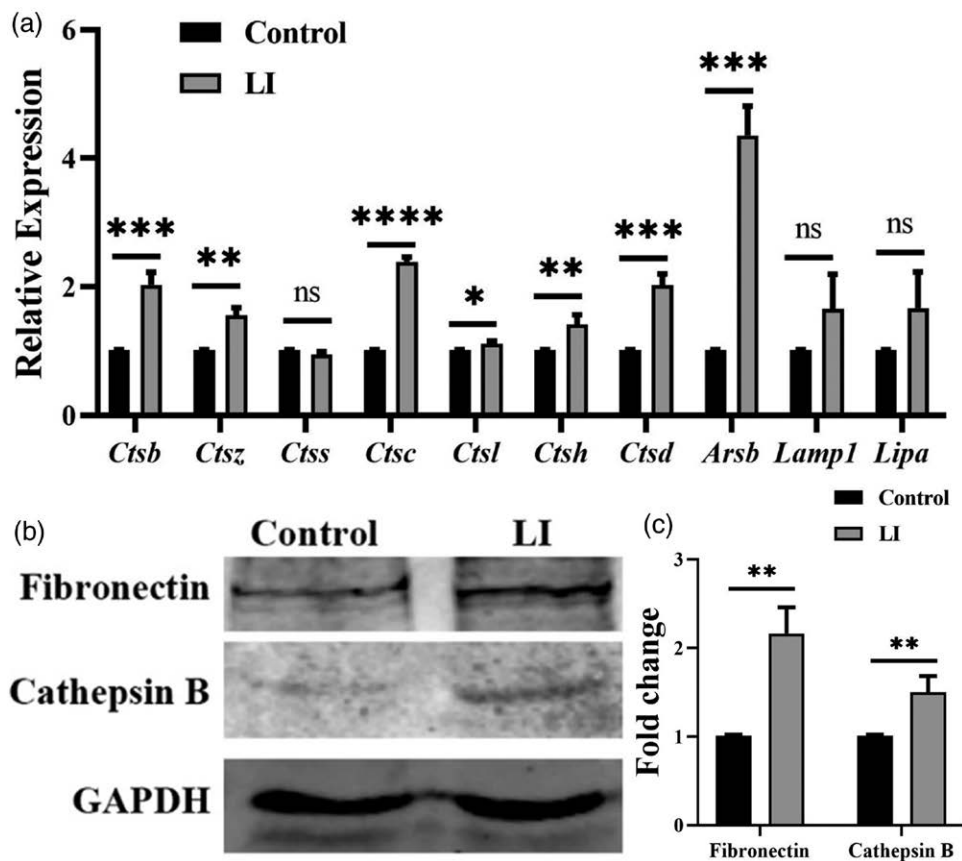 (a)
Control
LI
Relative Expression
6
4
2
0
*** ** ns **** * ** *** *** ns ns
Ctsb Ctsz Ctss Ctsc Ctsl Ctsh Ctsd Arsb Lamp1 Lipa
(b)
Control LI
Fibronectin
Cathepsin B
GAPDH
(c)
Control
LI
Fold change
3
2
1
0
** **
Fibronectin Cathepsin B